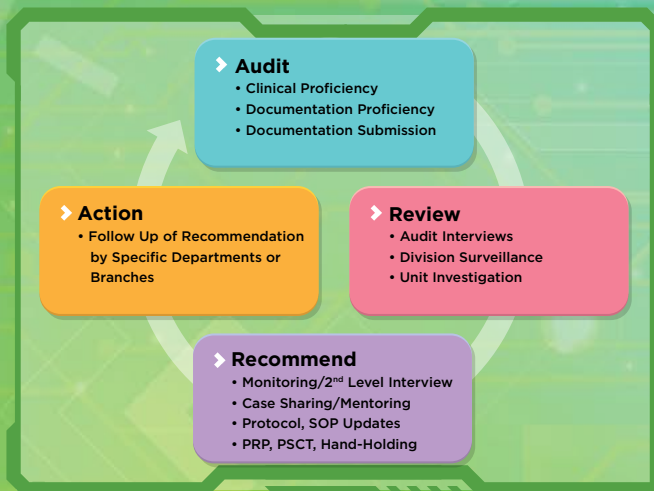 Audit
• Clinical Proficiency
• Documentation Proficiency
• Documentation Submission
Review
• Audit Interviews
• Division Surveillance
• Unit Investigation
Recommend
• Monitoring/2nd Level Interview
• Case Sharing/Mentoring
• Protocol, SOP Updates
• PRP, PSCT, Hand-Holding
Action
• Follow Up of Recommendation
by Specific Departments or
Branches